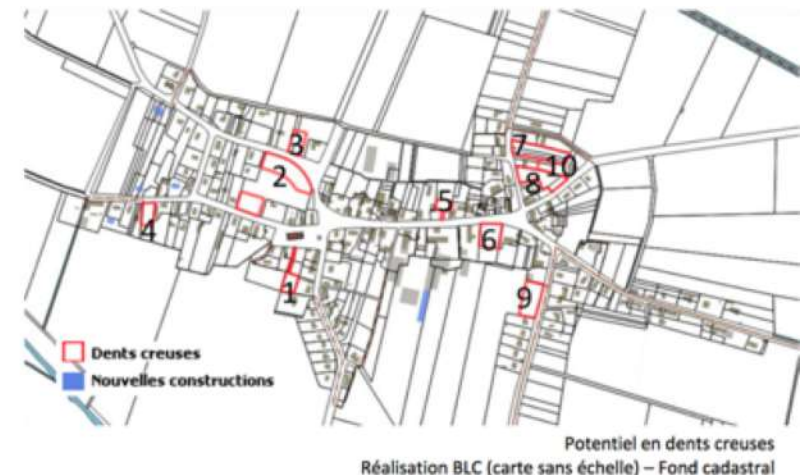 3
7
10
2
8
5
4
6
1
9
Dents creuses
Nouvelles constructions
Potentiel en dents creuses
Réalisation BLC (carte sans échelle) – Fond cadastral